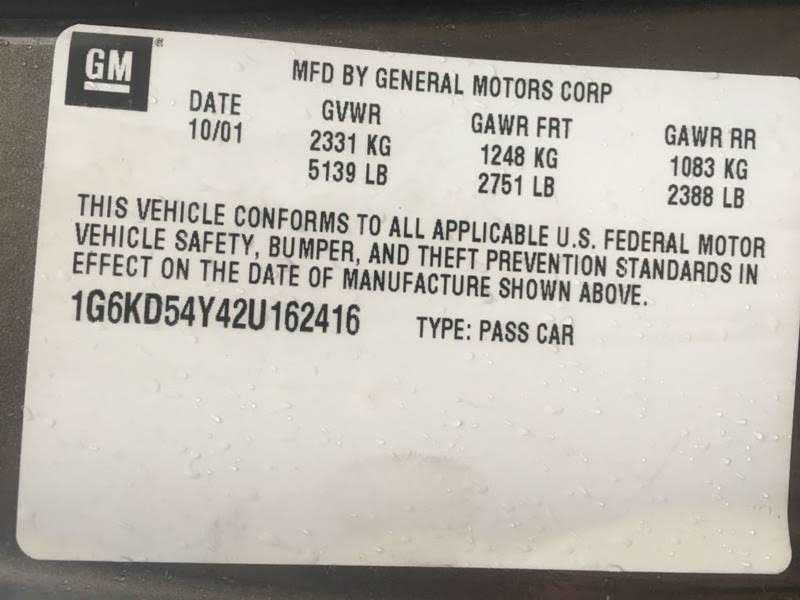 GM ®
MFD BY GENERAL MOTORS CORP
DATE GVWR GAWR FRT GAWR RR
10/01 2331 KG 1248 KG 1083 KG
5139 LB 2751 LB 2388 LB
THIS VEHICLE CONFORMS TO ALL APPLICABLE U.S. FEDERAL MOTOR
VEHICLE SAFETY, BUMPER, AND THEFT PREVENTION STANDARDS IN
EFFECT ON THE DATE OF MANUFACTURE SHOWN ABOVE.
1G6KD54Y42U162416 TYPE: PASS CAR